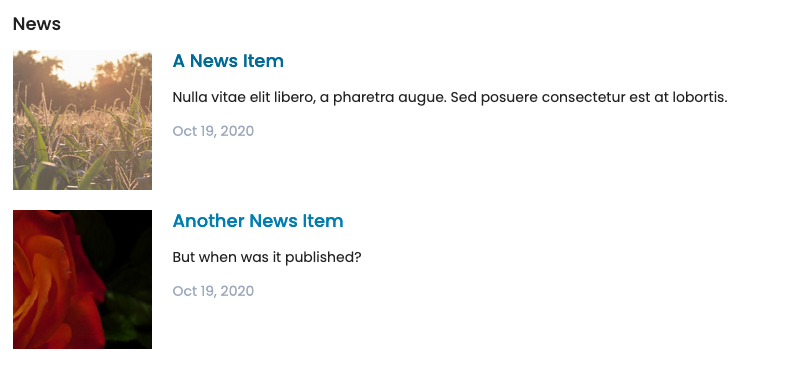 News
A News Item
Nulla vitae elit libero, a pharetra augue. Sed posuere consectetur est at lobortis.
Oct 19, 2020
Another News Item
But when was it published?
Oct 19, 2020